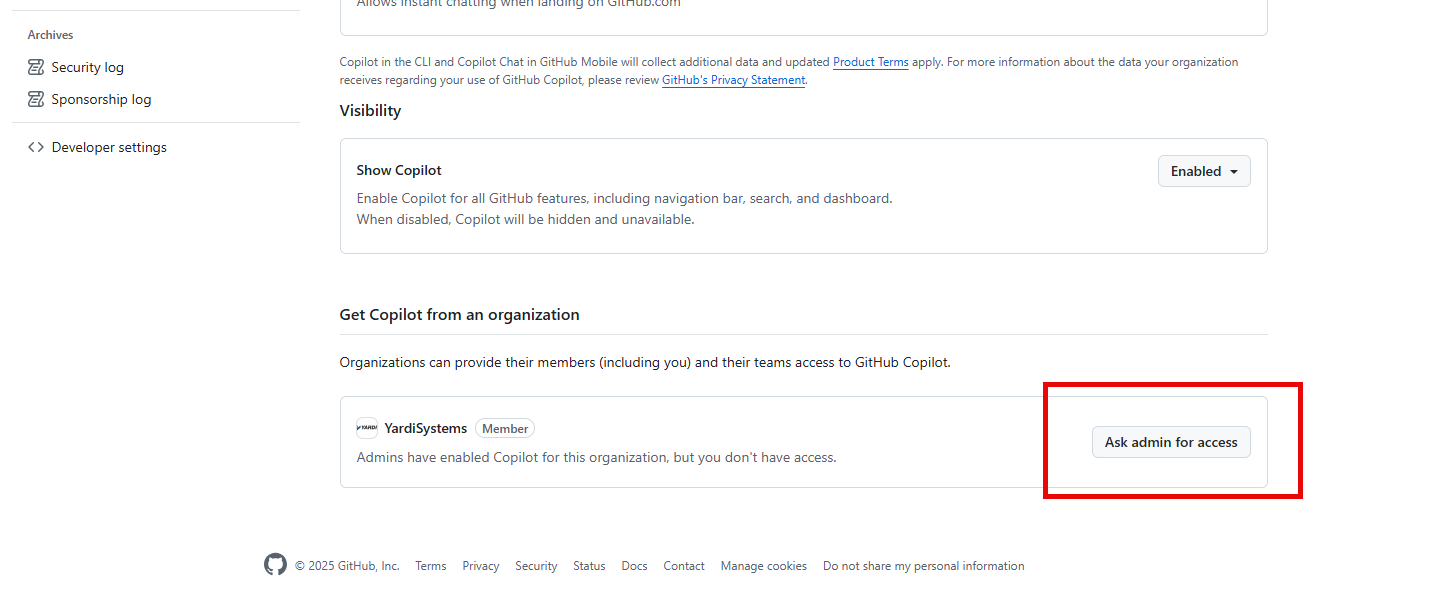 Allows instant chatting when landing on GitHub.com
Archives
Security log
Sponsorship log
Developer settings
Copilot in the CLI and Copilot Chat in GitHub Mobile will collect additional data and updated Product Terms apply. For more information about the data your organization
receives regarding your use of GitHub Copilot, please review GitHub's Privacy Statement.
Visibility
Show Copilot
Enabled
Enable Copilot for all GitHub features, including navigation bar, search, and dashboard.
When disabled, Copilot will be hidden and unavailable.
Get Copilot from an organization
Organizations can provide their members (including you) and their teams access to GitHub Copilot.
YARDI
YardiSystems Member
Admins have enabled Copilot for this organization, but you don't have access.
Ask admin for access
© 2025 GitHub, Inc. Terms Privacy Security Status Docs Contact Manage cookies Do not share my personal information